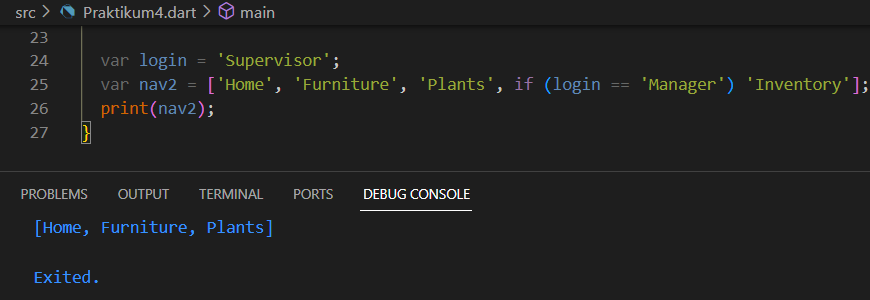 src > Praktikum4.dart > main
23
24 var login = 'Supervisor';
25 var nav2 = ['Home', 'Furniture', 'Plants', if (login == 'Manager') 'Inventory'];
26 print(nav2);
27 }
PROBLEMS OUTPUT TERMINAL PORTS DEBUG CONSOLE
[Home, Furniture, Plants]
Exited.